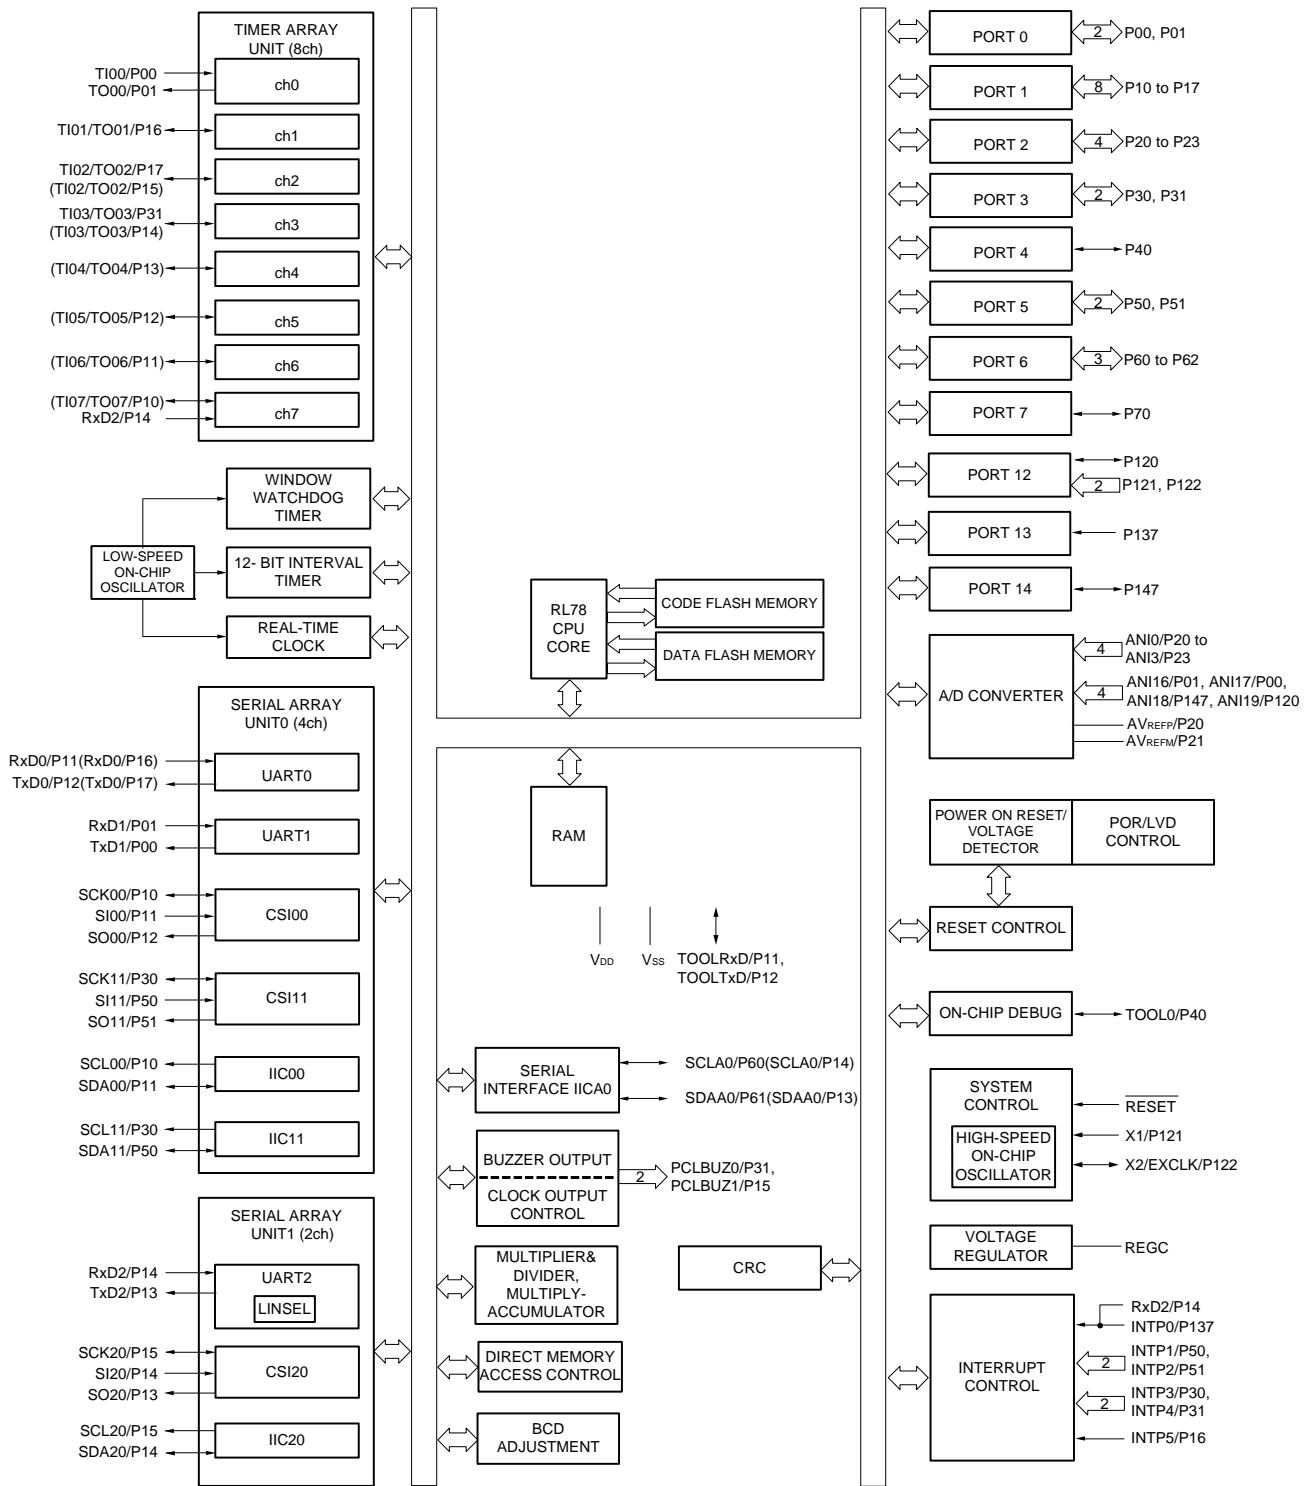 TIMER ARRAY
UNIT (8ch)
TI00/P00
TO00/P01
ch0
TI01/TO01/P16
ch1
TI02/TO02/P17
(TI02/TO02/P15)
ch2
TI03/TO03/P31
(TI03/TO03/P14)
ch3
(TI04/TO04/P13)
ch4
(TI05/TO05/P12)
ch5
(TI06/TO06/P11)
ch6
(TI07/TO07/P10)
RxD2/P14
ch7
WINDOW
WATCHDOG
TIMER
LOW-SPEED
ON-CHIP
OSCILLATOR
12- BIT INTERVAL
TIMER
REAL-TIME
CLOCK
SERIAL ARRAY
UNIT0 (4ch)
RxD0/P11(RxD0/P16)
TxD0/P12(TxD0/P17)
UART0
RxD1/P01
TxD1/P00
UART1
SCK00/P10
SI00/P11
SO00/P12
CSI00
SCK11/P30
SI11/P50
SO11/P51
CSI11
SCL00/P10
SDA00/P11
IIC00
SCL11/P30
SDA11/P50
IIC11
SERIAL ARRAY
UNIT1 (2ch)
RxD2/P14
TxD2/P13
UART2
LINSEL
SCK20/P15
SI20/P14
SO20/P13
CSI20
SCL20/P15
SDA20/P14
IIC20
RL78
CPU
CORE
CODE FLASH MEMORY
DATA FLASH MEMORY
RAM
VDD
VSS
TOOLRxD/P11,
TOOLTxD/P12
SERIAL
INTERFACE IICA0
SCLA0/P60(SCLA0/P14)
SDAA0/P61(SDAA0/P13)
BUZZER OUTPUT
CLOCK OUTPUT
CONTROL
2
PCLBUZ0/P31,
PCLBUZ1/P15
MULTIPLIER&
DIVIDER,
MULTIPLY-
ACCUMULATOR
CRC
DIRECT MEMORY
ACCESS CONTROL
BCD
ADJUSTMENT
PORT 0
2
P00, P01
PORT 1
8
P10 to P17
PORT 2
4
P20 to P23
PORT 3
2
P30, P31
PORT 4
P40
PORT 5
2
P50, P51
PORT 6
3
P60 to P62
PORT 7
P70
PORT 12
P120
2
P121, P122
PORT 13
P137
PORT 14
P147
A/D CONVERTER
4
ANI0/P20 to
ANI3/P23
4
ANI16/P01, ANI17/P00,
ANI18/P147, ANI19/P120
AVREFP/P20
AVREFM/P21
POWER ON RESET/
VOLTAGE
DETECTOR
POR/LVD
CONTROL
RESET CONTROL
ON-CHIP DEBUG
TOOL0/P40
SYSTEM
CONTROL
HIGH-SPEED
ON-CHIP
OSCILLATOR
RESET
X1/P121
X2/EXCLK/P122
VOLTAGE
REGULATOR
REGC
INTERRUPT
CONTROL
RxD2/P14
INTP0/P137
2
INTP1/P50,
INTP2/P51
2
INTP3/P30,
INTP4/P31
INTP5/P16